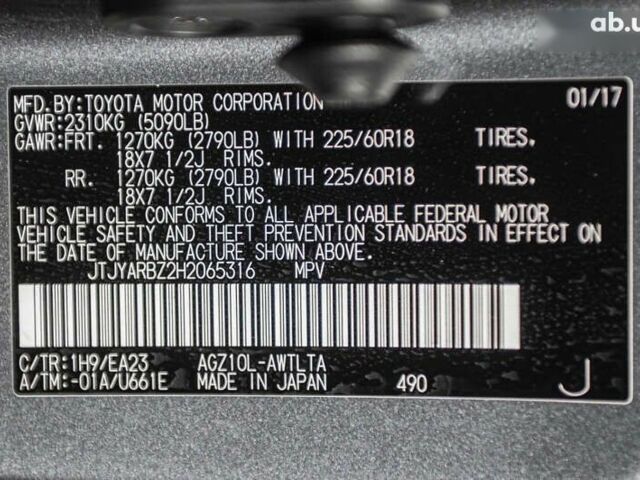 ab.u
MFD.BY:TOYOTA MOTOR CORPORATION 01/17
GVWR:2310KG (5090LB)
GAWR:FRT. 1270KG (2790LB) WITH 225/60R18 TIRES.
18X7 1/2J RIMS.
RR. 1270KG (2790LB) WITH 225/60R18 TIRES.
18X7 1/2J RIMS.
THIS VEHICLE CONFORMS TO ALL APPLICABLE FEDERAL MOTOR
VEHICLE SAFETY AND THEFT PREVENTION STANDARDS IN EFFECT ON
THE DATE OF MANUFACTURE SHOWN ABOVE.
JTJYARBZ2H2065316 MPV
C/TR:1H9/EA23 AGZ10L-AWTLTA
A/TM:-01A/U661E MADE IN JAPAN 490 J